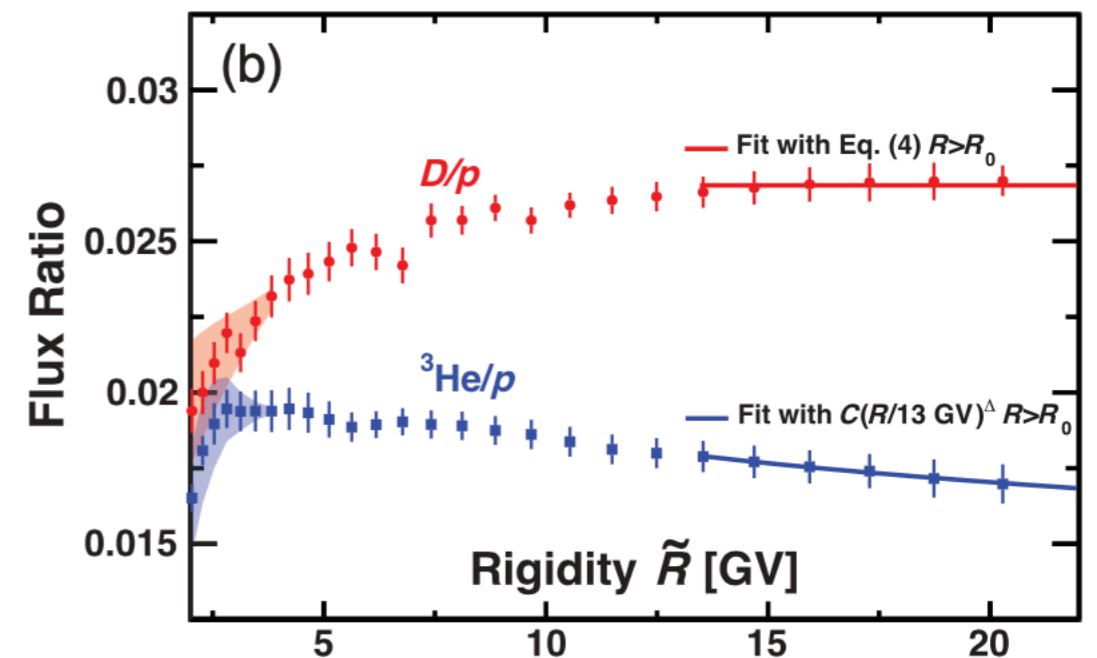 (b)
0.03
0.025
0.02
0.015
Flux Ratio
D/p
Fit with Eq. (4) R>R₀
³He/p
Fit with C(R/13 GV)^Δ R>R₀
Rigidity R̃ [GV]
5 10 15 20